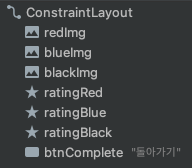 ConstraintLayout
redImg
blueImg
blackImg
ratingRed
ratingBlue
ratingBlack
btnComplete "돌아가기"